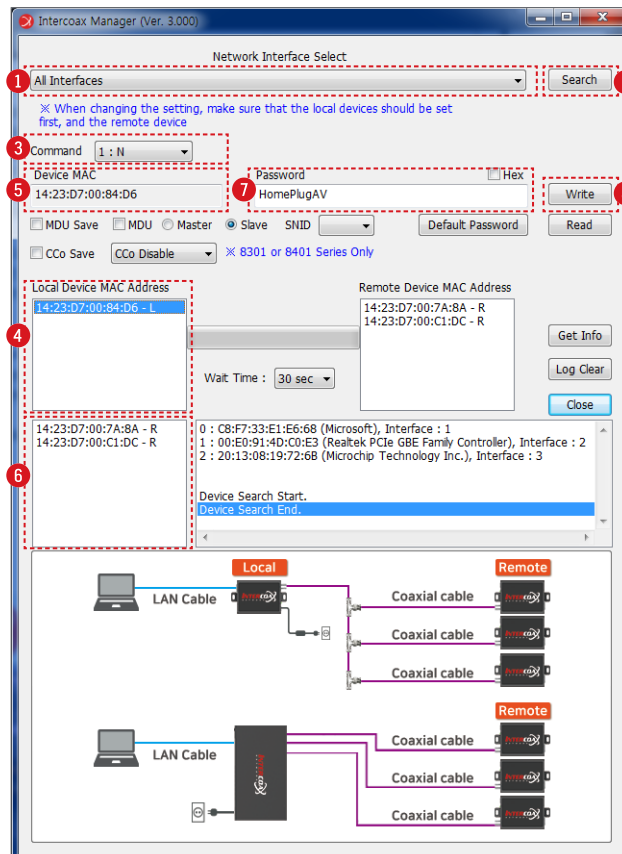 Intercoax Manager (Ver. 3.000)
Network Interface Select
1
All Interfaces
Search
※ When changing the setting, make sure that the local devices should be set
first, and the remote device
3
Command
1 : N
5
Device MAC
7
Password
Hex
14:23:D7:00:84:D6
HomePlugAV
Write
MDU Save
MDU
Master
Slave
SNID
Default Password
Read
CCo Save
CCo Disable
※ 8301 or 8401 Series Only
Local Device MAC Address
Remote Device MAC Address
4
14:23:D7:00:84:D6 - L
14:23:D7:00:7A:8A - R
14:23:D7:00:C1:DC - R
Get Info
Wait Time :
30 sec
Log Clear
Close
6
14:23:D7:00:7A:8A - R
14:23:D7:00:C1:DC - R
0 : C8:F7:33:E1:E6:68 (Microsoft), Interface : 1
1 : 00:E0:91:4D:C0:E3 (Realtek PCIe GBE Family Controller), Interface : 2
2 : 20:13:08:19:72:6B (Microchip Technology Inc.), Interface : 3
Device Search Start.
Device Search End.
Local
Remote
LAN Cable
Coaxial cable
Coaxial cable
Coaxial cable
Remote
LAN Cable
Coaxial cable
Coaxial cable
Coaxial cable